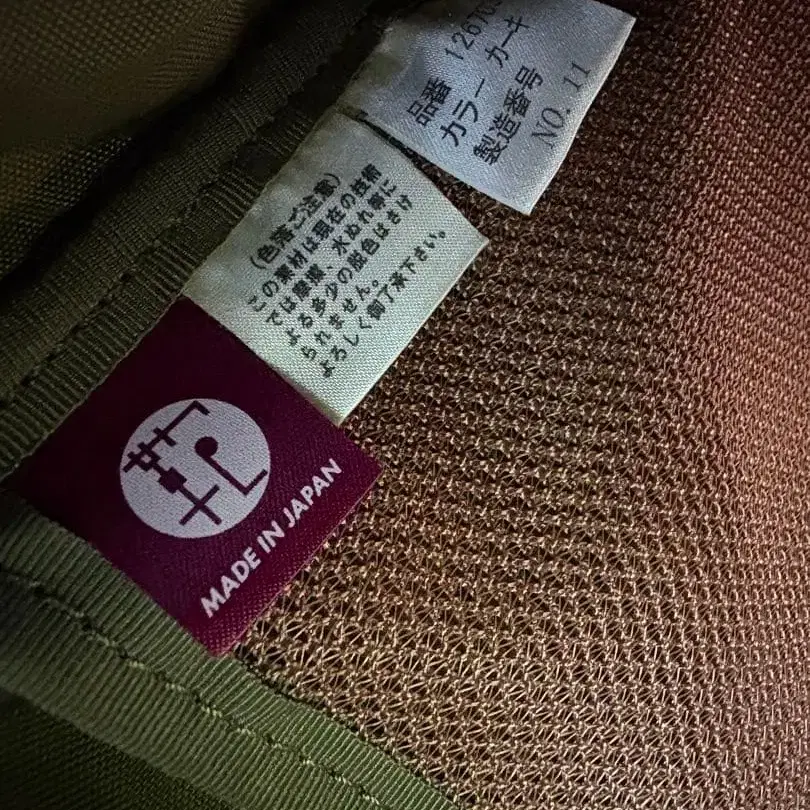 品番 1267
カラー カーキ
製造番号
NO. 11
(色落ご注意)
この素材は現在の技術
では摩擦、水ぬれ等に
よる多少の脱色はさけ
られません。
よろしく御了承下さい。
MADE IN JAPAN